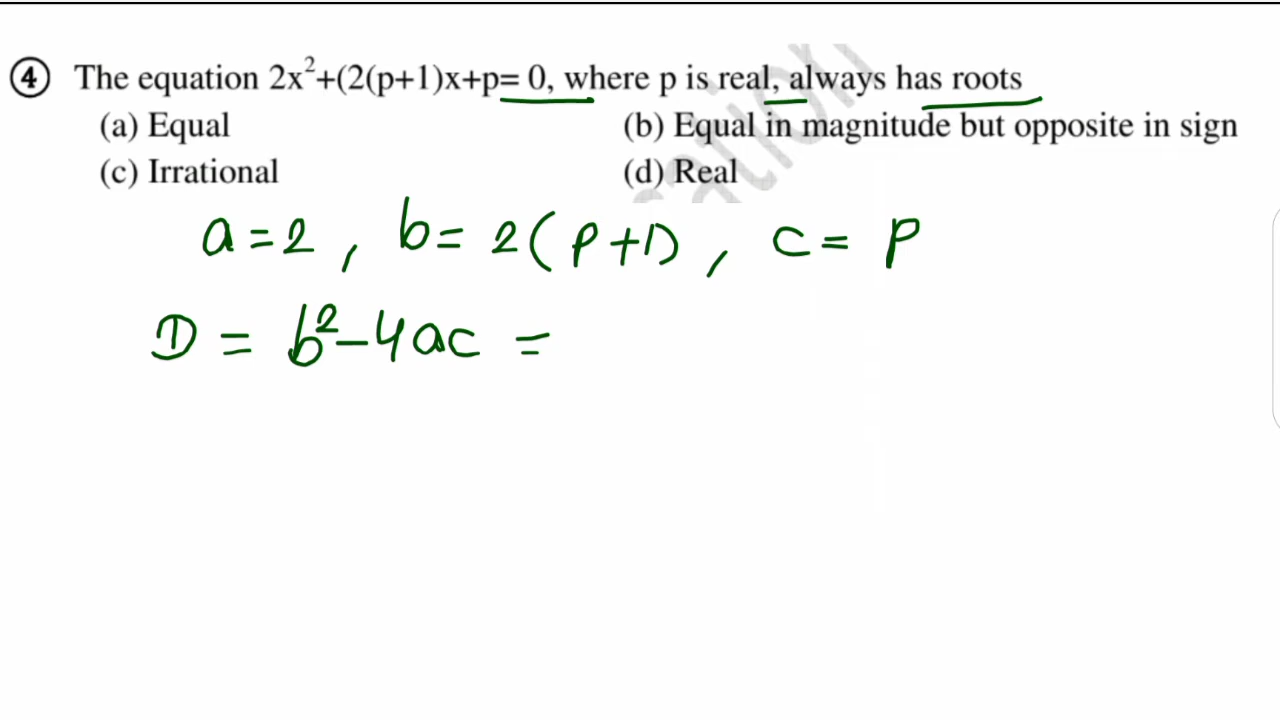 ④ The equation 2x²+(2(p+1)x+p= 0, where p is real, always has roots
(a) Equal (b) Equal in magnitude but opposite in sign
(c) Irrational (d) Real
a = 2 , b = 2(p+1) , c = p
D = b²-4ac =